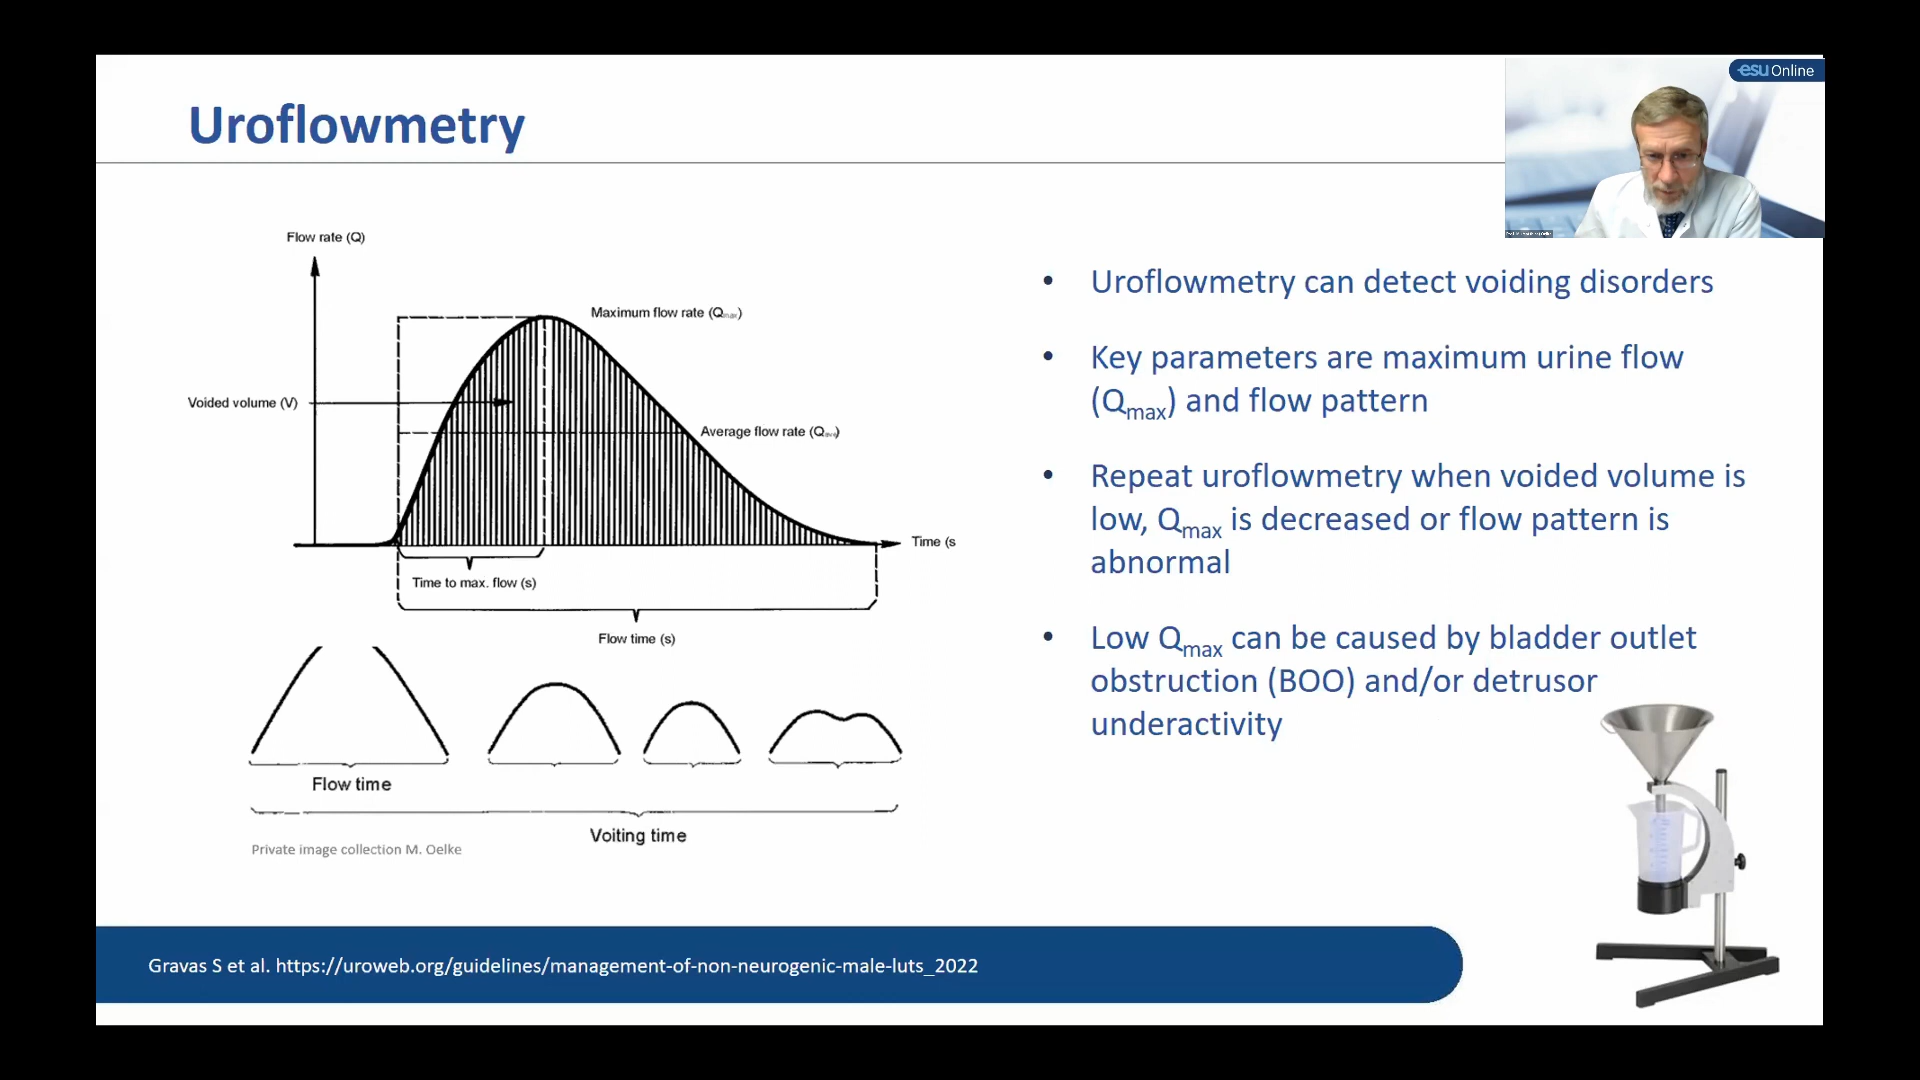 esu Online
Uroflowmetry
Flow rate (Q)
Maximum flow rate (Qmax)
Voided volume (V)
Average flow rate (Qave)
Time (s
Time to max. flow (s)
Flow time (s)
Flow time
Voiting time
Private image collection M. Oelke
• Uroflowmetry can detect voiding disorders
• Key parameters are maximum urine flow
(Qmax) and flow pattern
• Repeat uroflowmetry when voided volume is
low, Qmax is decreased or flow pattern is
abnormal
• Low Qmax can be caused by bladder outlet
obstruction (BOO) and/or detrusor
underactivity
Gravas S et al. https://uroweb.org/guidelines/management-of-non-neurogenic-male-luts_2022